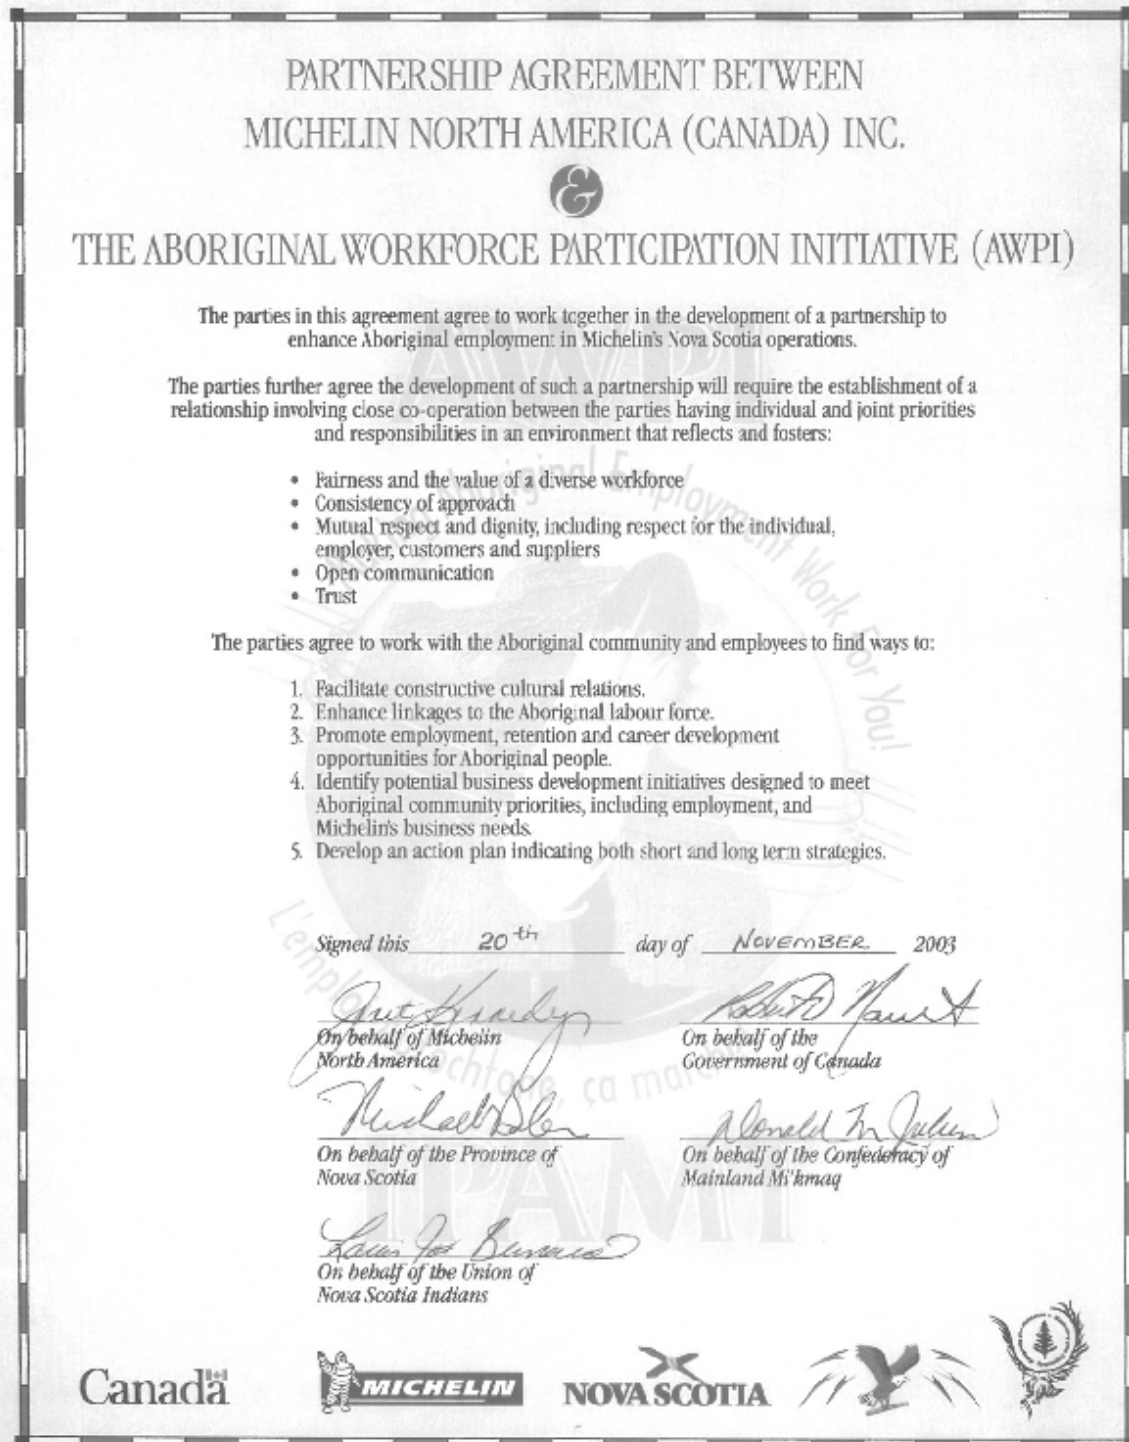 PARTNERSHIP AGREEMENT BETWEEN
MICHELIN NORTH AMERICA (CANADA) INC.
&
THE ABORIGINAL WORKFORCE PARTICIPATION INITIATIVE (AWPI)
The parties in this agreement agree to work together in the development of a partnership to
enhance Aboriginal employment in Michelin's Nova Scotia operations.
The parties further agree the development of such a partnership will require the establishment of a
relationship involving close co-operation between the parties having individual and joint priorities
and responsibilities in an environment that reflects and fosters:
• Fairness and the value of a diverse workforce
• Consistency of approach
• Mutual respect and dignity, including respect for the individual,
employer, customers and suppliers
• Open communication
• Trust
The parties agree to work with the Aboriginal community and employees to find ways to:
1. Facilitate constructive cultural relations.
2. Enhance linkages to the Aboriginal labour force.
3. Promote employment, retention and career development
opportunities for Aboriginal people.
4. Identify potential business development initiatives designed to meet
Aboriginal community priorities, including employment, and
Michelin's business needs.
5. Develop an action plan indicating both short and long term strategies.
Signed this 20th day of NOVEMBER 2003
On behalf of Michelin
North America
On behalf of the
Government of Canada
On behalf of the Province of
Nova Scotia
Donald M Julien
On behalf of the Confederacy of
Mainland Mi'kmaq
On behalf of the Union of
Nova Scotia Indians
AWPI
Aboriginal Employment Work For You!
IPAMT
Canada
MICHELIN
NOVA SCOTIA